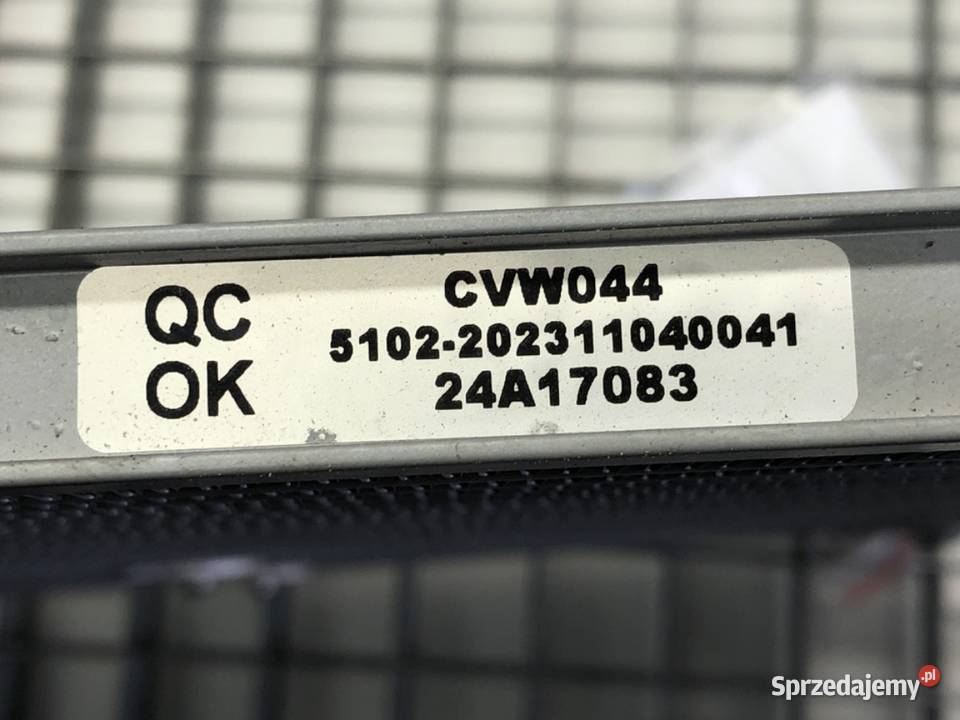 QC
OK
CVW044
5102-202311040041
24A17083
Sprzedajemy.pl